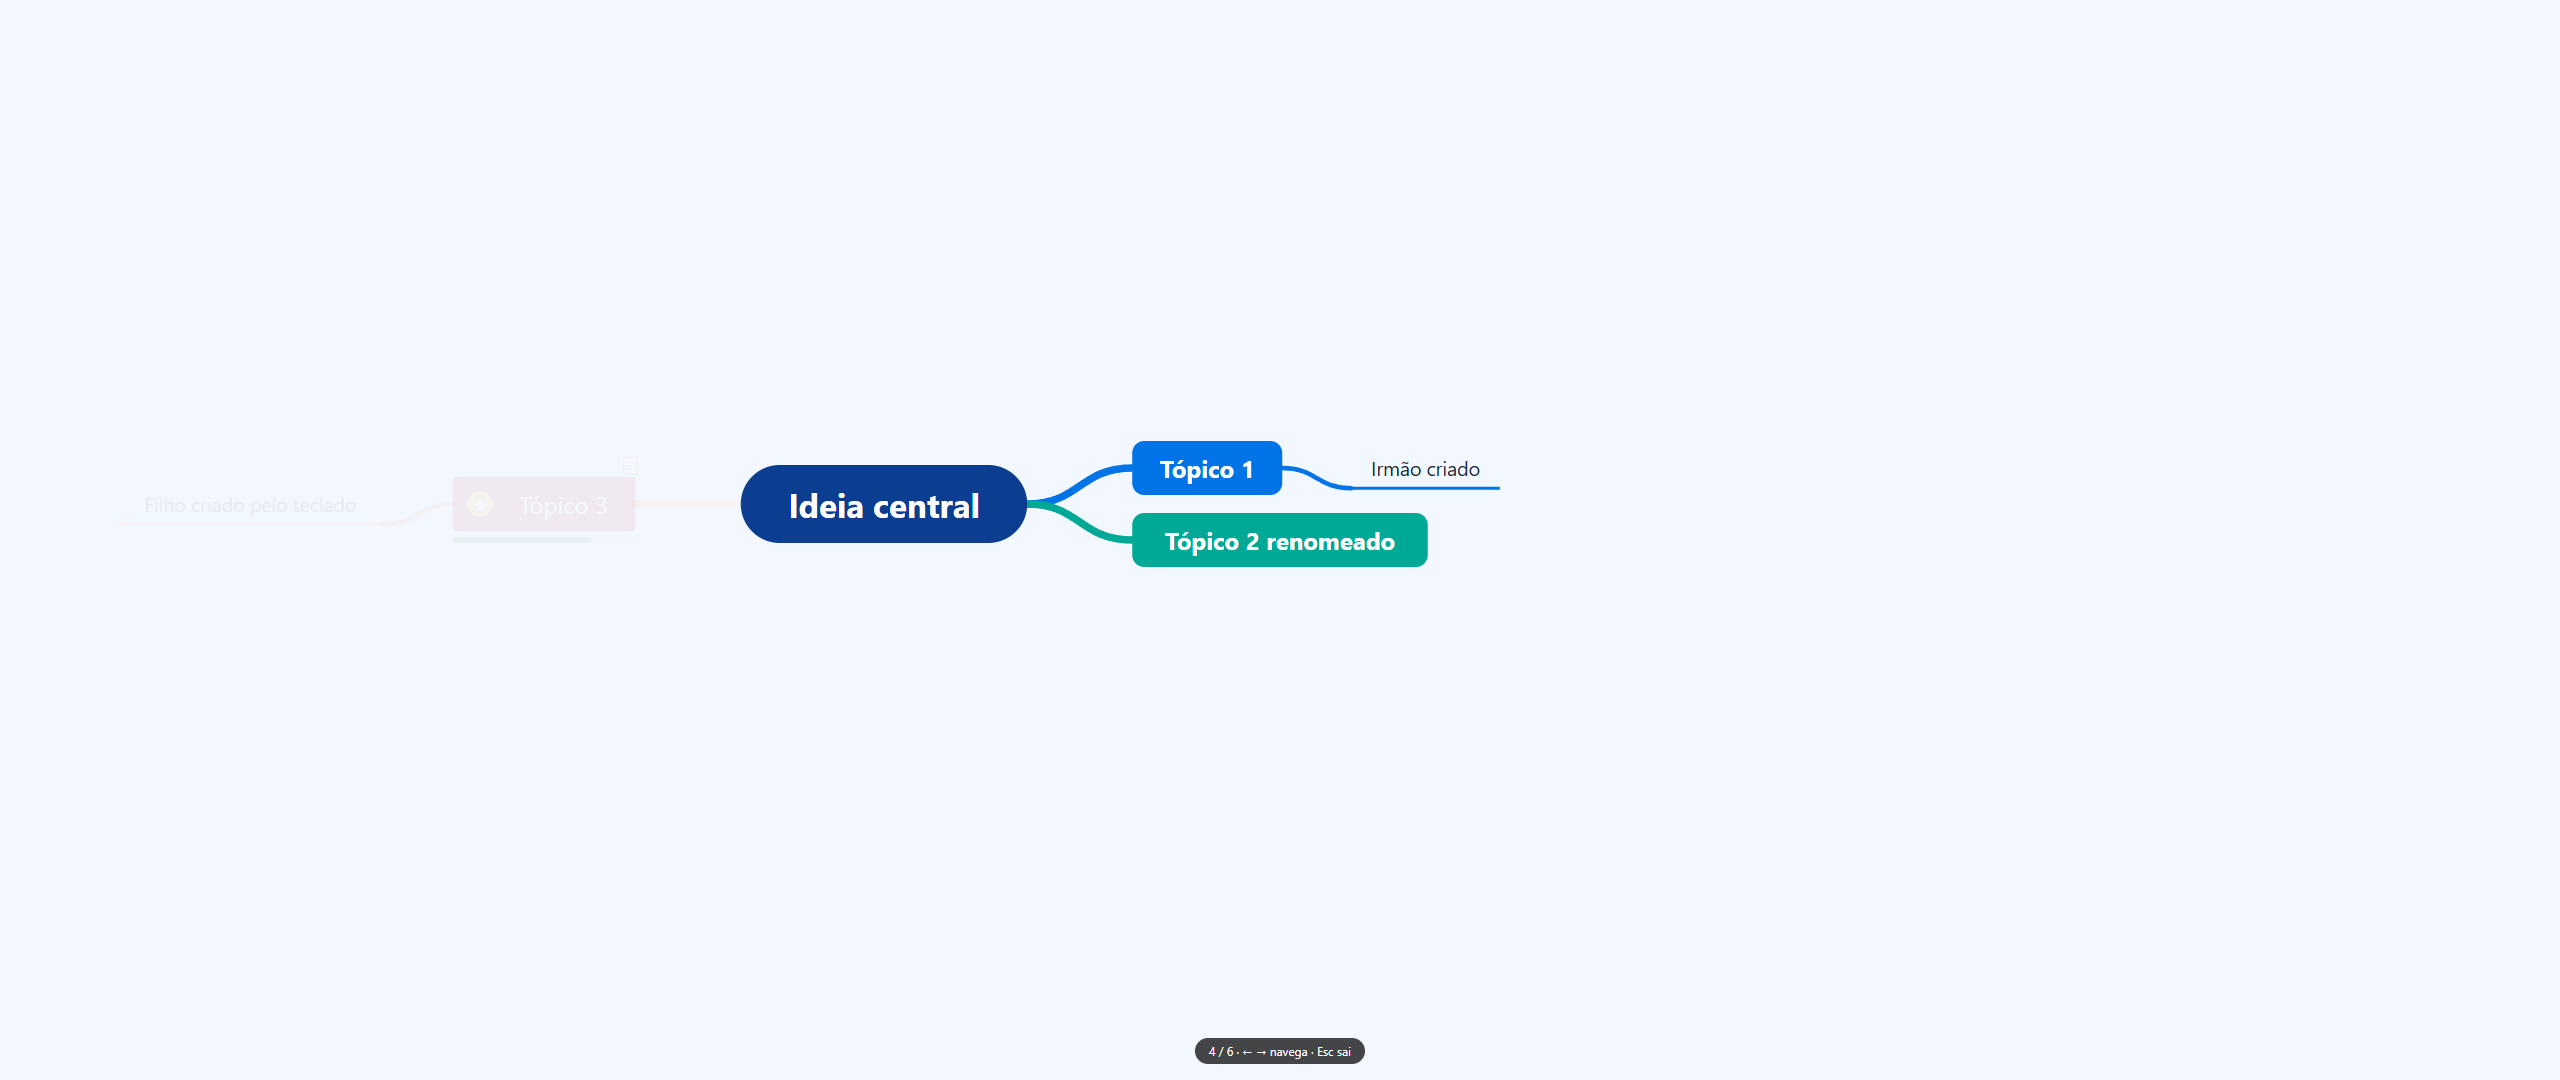 Filho criado pelo teclado
Tópico 3
Ideia central
Tópico 1
Irmão criado
Tópico 2 renomeado
4 / 6 · ← → navega · Esc sai